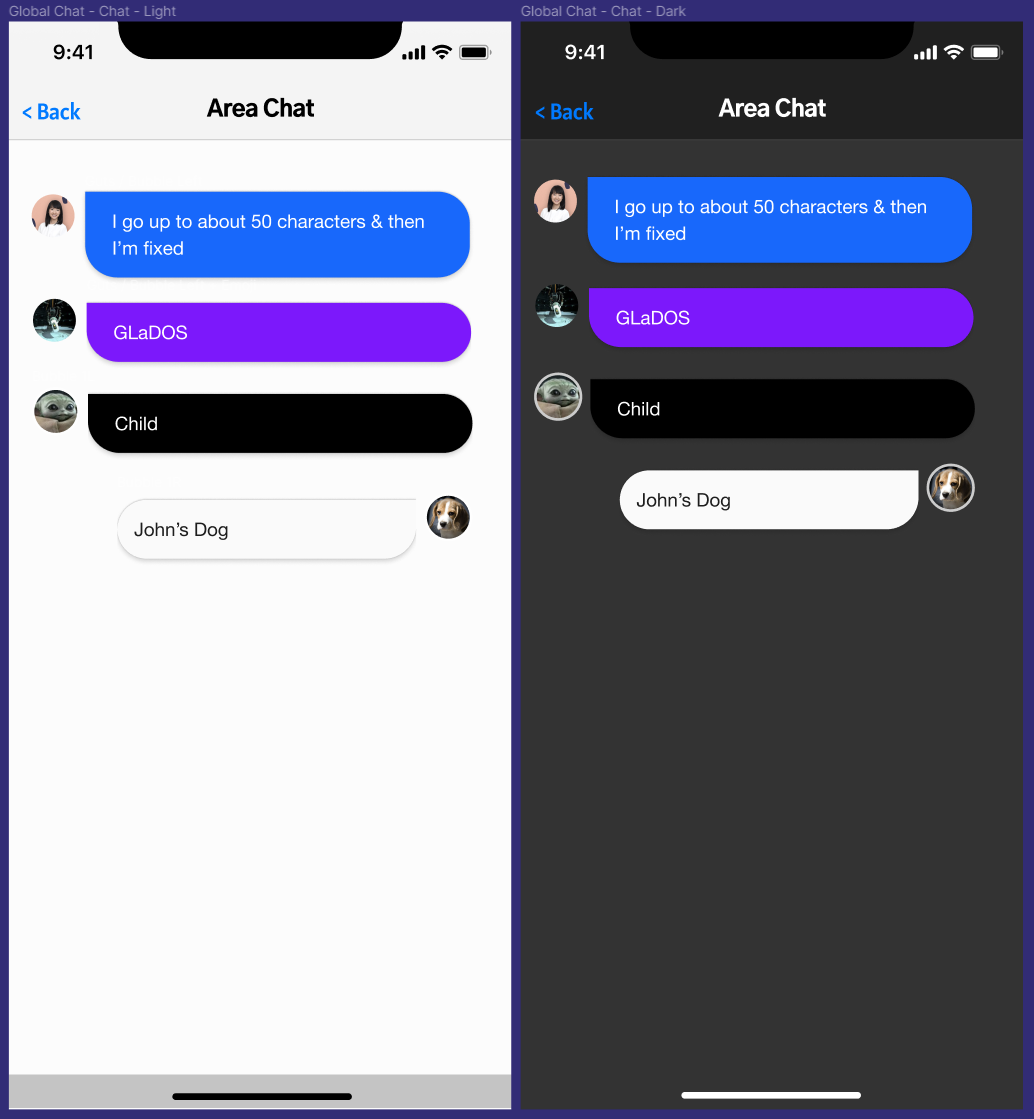 Global Chat - Chat - Light
9:41
< Back
Area Chat
I go up to about 50 characters & then
I’m fixed
GLaDOS
Child
John’s Dog
Global Chat - Chat - Dark
9:41
< Back
Area Chat
I go up to about 50 characters & then
I’m fixed
GLaDOS
Child
John’s Dog